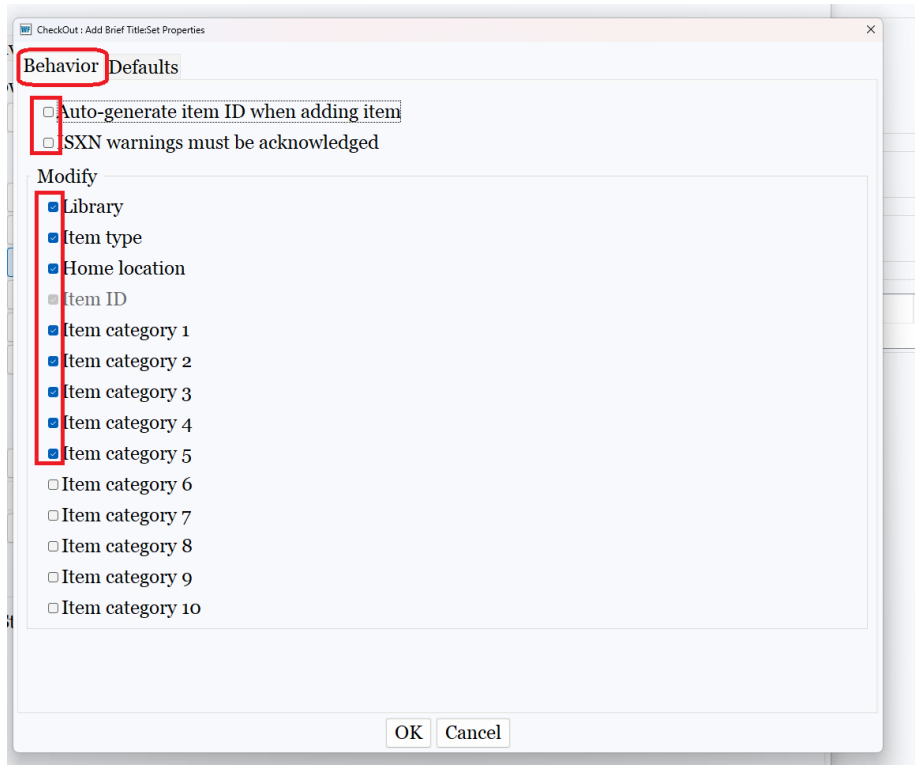 WF CheckOut : Add Brief Title:Set Properties
Behavior Defaults
Auto-generate item ID when adding item
ISXN warnings must be acknowledged
Modify
Library
Item type
Home location
Item ID
Item category 1
Item category 2
Item category 3
Item category 4
Item category 5
Item category 6
Item category 7
Item category 8
Item category 9
Item category 10
OK Cancel